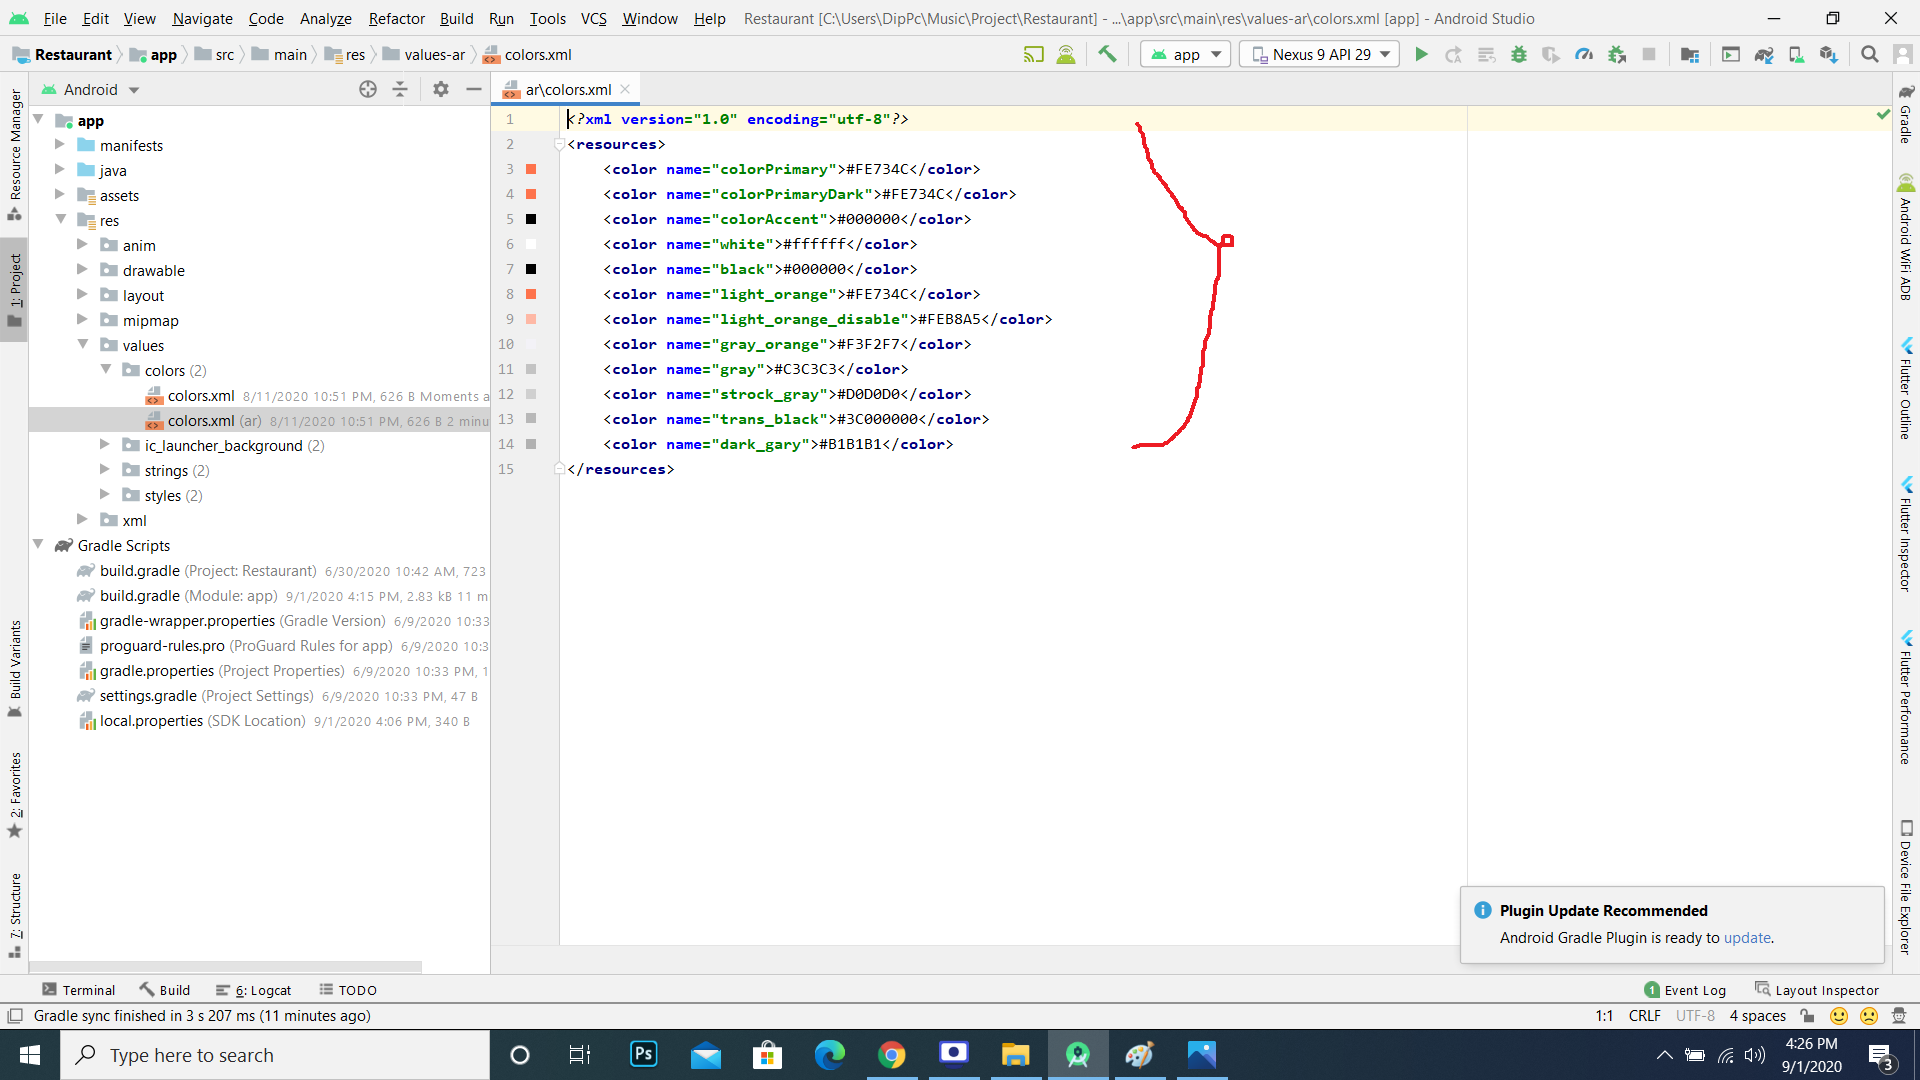 File Edit View Navigate Code Analyze Refactor Build Run Tools VCS Window Help Restaurant [C:\Users\DipPc\Music\Project\Restaurant] - ...\app\src\main\res\values-ar\colors.xml [app] - Android Studio
Restaurant app src main res values-ar colors.xml app Nexus 9 API 29
Android
ar\colors.xml
Resource Manager
1: Project
Build Variants
2: Favorites
7: Structure
app
manifests
java
assets
res
anim
drawable
layout
mipmap
values
colors (2)
colors.xml 8/11/2020 10:51 PM, 626 B Moments a
colors.xml (ar) 8/11/2020 10:51 PM, 626 B 2 minu
ic_launcher_background (2)
strings (2)
styles (2)
xml
Gradle Scripts
build.gradle (Project: Restaurant) 6/30/2020 10:42 AM, 723
build.gradle (Module: app) 9/1/2020 4:15 PM, 2.83 kB 11 m
gradle-wrapper.properties (Gradle Version) 6/9/2020 10:33
proguard-rules.pro (ProGuard Rules for app) 6/9/2020 10:3
gradle.properties (Project Properties) 6/9/2020 10:33 PM, 1
settings.gradle (Project Settings) 6/9/2020 10:33 PM, 47 B
local.properties (SDK Location) 9/1/2020 4:06 PM, 340 B
1 <?xml version="1.0" encoding="utf-8"?>
2 <resources>
3 <color name="colorPrimary">#FE734C</color>
4 <color name="colorPrimaryDark">#FE734C</color>
5 <color name="colorAccent">#000000</color>
6 <color name="white">#ffffff</color>
7 <color name="black">#000000</color>
8 <color name="light_orange">#FE734C</color>
9 <color name="light_orange_disable">#FEB8A5</color>
10 <color name="gray_orange">#F3F2F7</color>
11 <color name="gray">#C3C3C3</color>
12 <color name="strock_gray">#D0D0D0</color>
13 <color name="trans_black">#3C000000</color>
14 <color name="dark_gary">#B1B1B1</color>
15 </resources>
Gradle
Android WiFi ADB
Flutter Outline
Flutter Inspector
Flutter Performance
Device File Explorer
Plugin Update Recommended
Android Gradle Plugin is ready to update.
Terminal Build 6: Logcat TODO 1 Event Log Layout Inspector
Gradle sync finished in 3 s 207 ms (11 minutes ago) 1:1 CRLF UTF-8 4 spaces
Type here to search
Ps
4:26 PM
9/1/2020
3